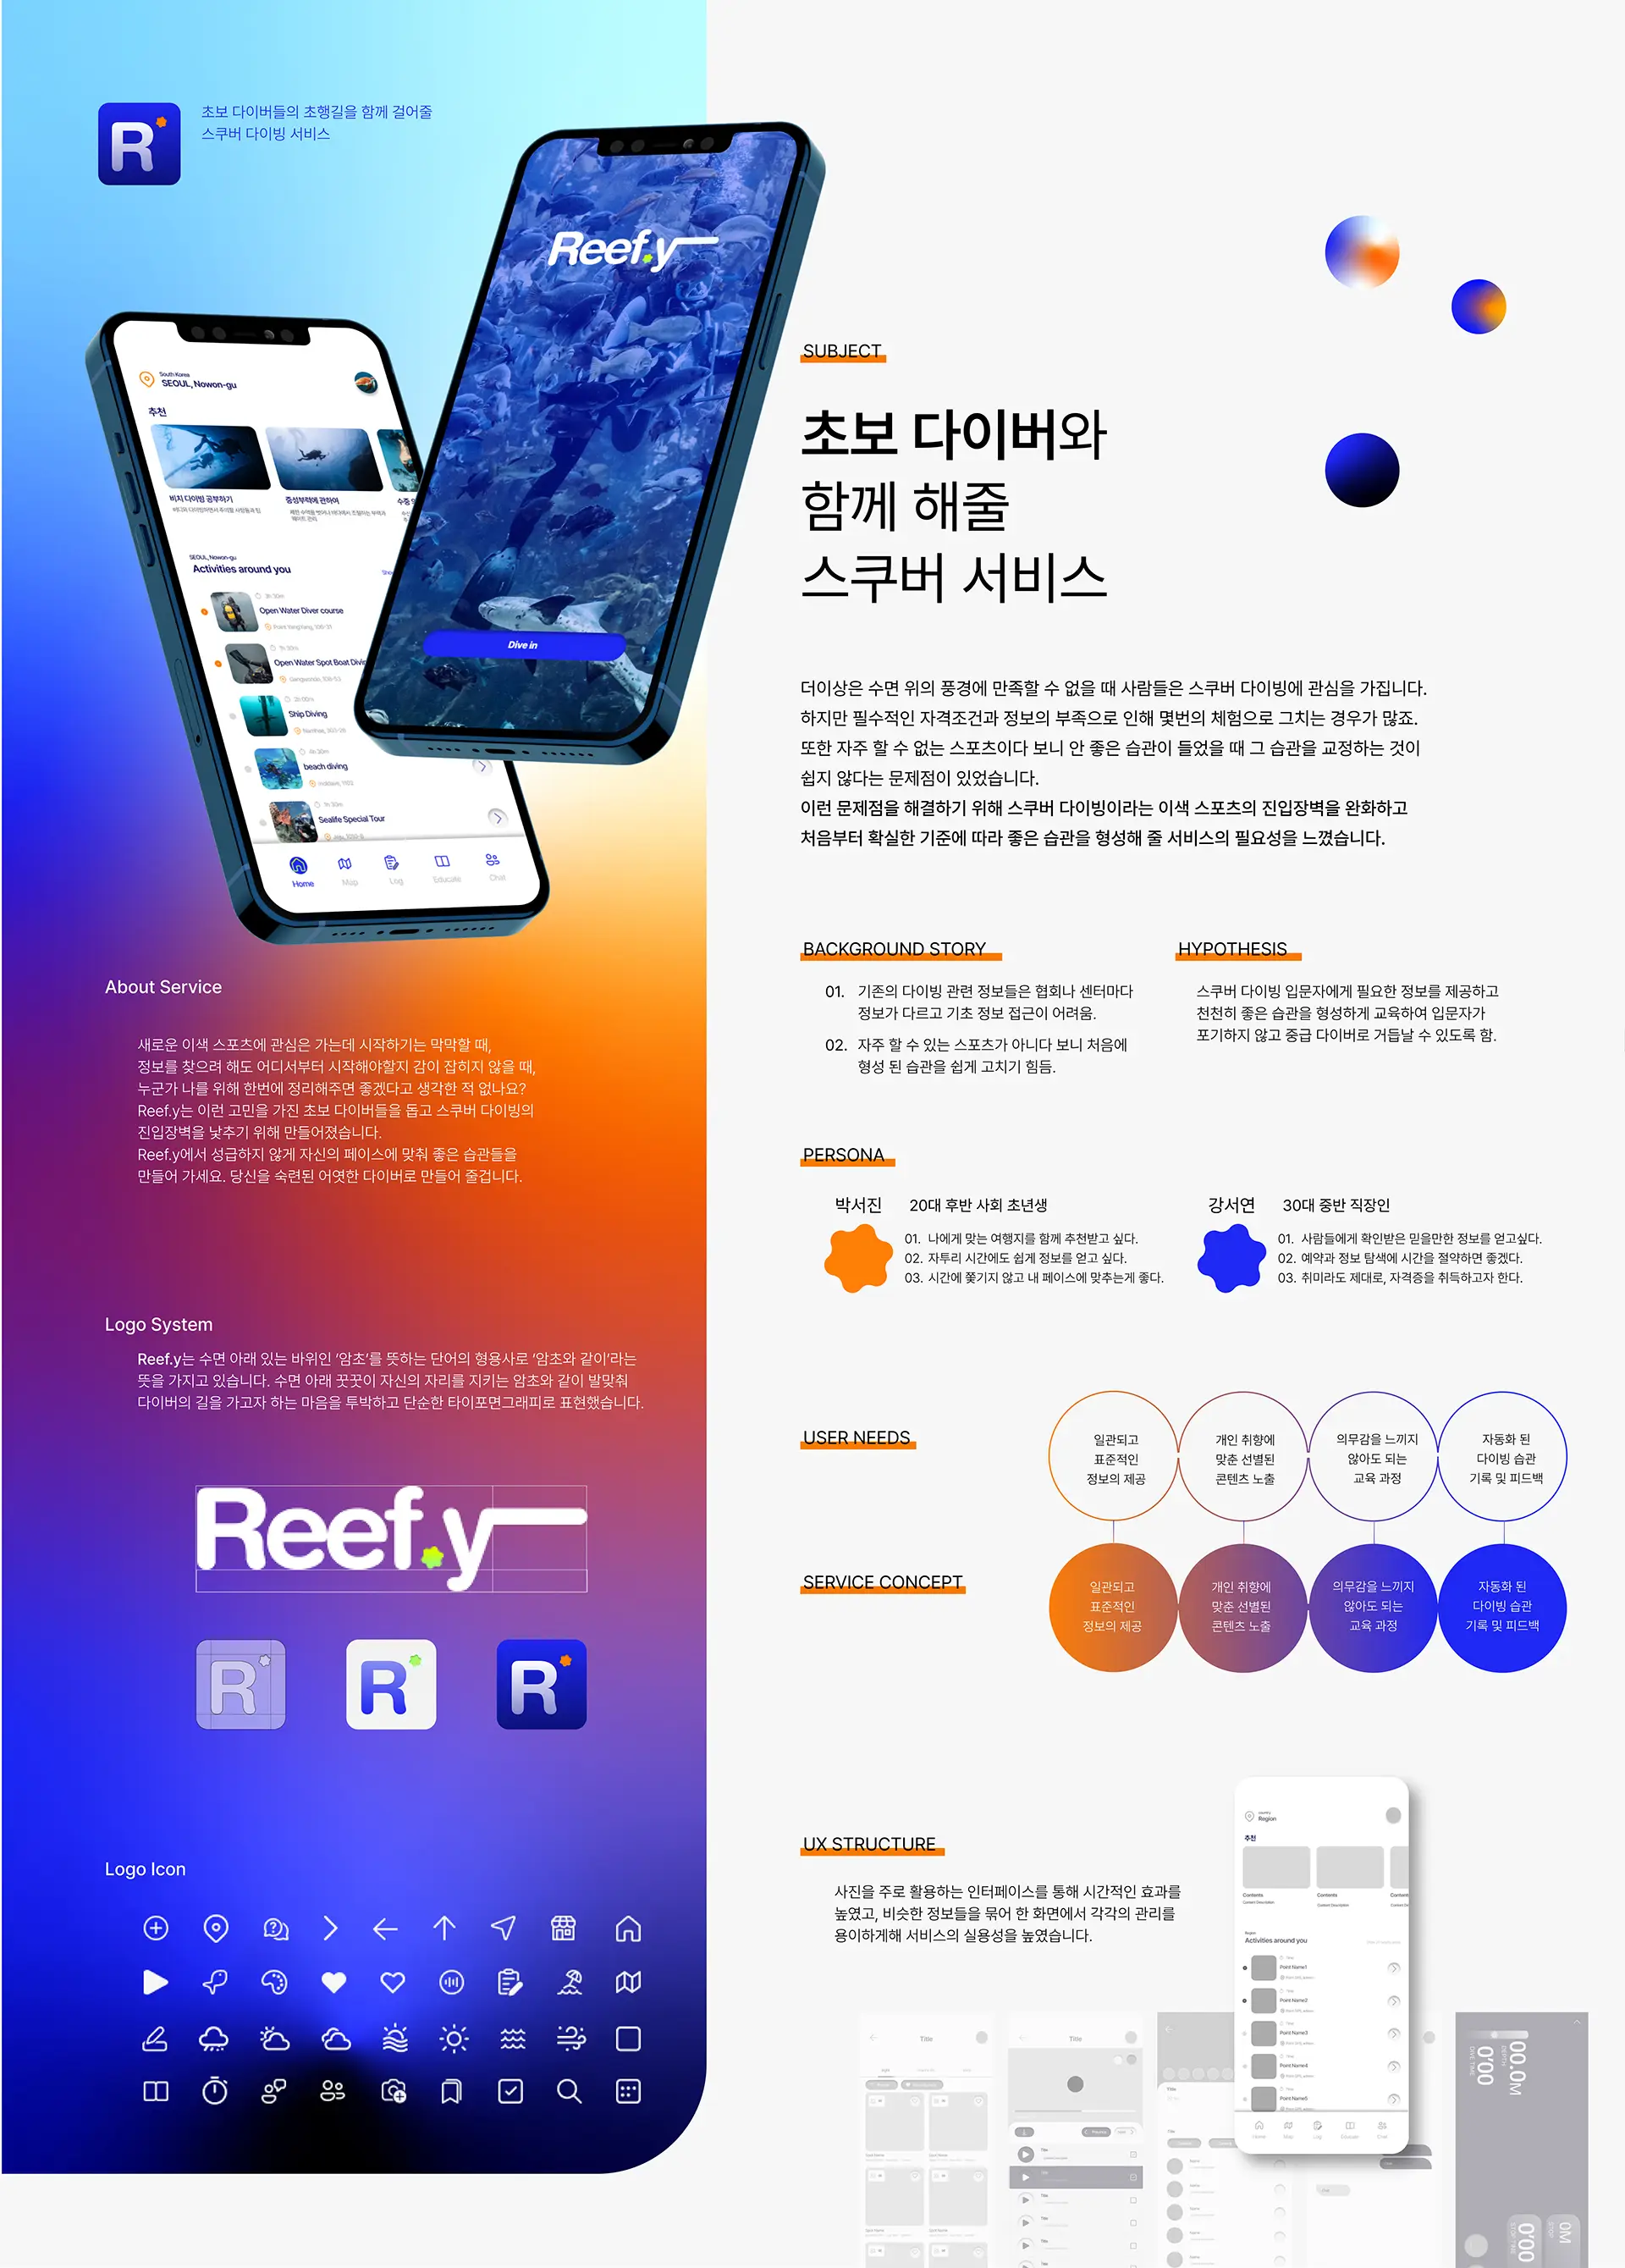 초보 다이버들의 초행길을 함께 걸어줄
스쿠버 다이빙 서비스
R
Reef.y
Dive in
South Korea
SEOUL, Nowon-gu
추천
비치 다이빙 공부하기
중성부력에 관하여
SEOUL, Nowon-gu
Activities around you
Open Water Diver course
Open Water Spot Boat
Ship Diving
beach diving
Sealife Special Tour
Home
Map
Log
Educate
Chat
About Service
새로운 이색 스포츠에 관심은 가는데 시작하기는 막막할 때,
정보를 찾으려 해도 어디서부터 시작해야할지 감이 잡히지 않을 때,
누군가 나를 위해 한번에 정리해주면 좋겠다고 생각한 적 없나요?
Reef.y는 이런 고민을 가진 초보 다이버들을 돕고 스쿠버 다이빙의
진입장벽을 낮추기 위해 만들어졌습니다.
Reef.y에서 성급하지 않게 자신의 페이스에 맞춰 좋은 습관들을
만들어 가세요. 당신을 숙련된 어엿한 다이버로 만들어 줄겁니다.
Logo System
Reef.y는 수면 아래 있는 바위인 '암초'를 뜻하는 단어의 형용사로 '암초와 같이'라는
뜻을 가지고 있습니다. 수면 아래 꿋꿋이 자신의 자리를 지키는 암초와 같이 발맞춰
다이버의 길을 가고자 하는 마음을 투박하고 단순한 타이포면그래피로 표현했습니다.
Reef.y
R
R
R
Logo Icon
SUBJECT
초보 다이버와
함께 해줄
스쿠버 서비스
더이상은 수면 위의 풍경에 만족할 수 없을 때 사람들은 스쿠버 다이빙에 관심을 가집니다.
하지만 필수적인 자격조건과 정보의 부족으로 인해 몇번의 체험으로 그치는 경우가 많죠.
또한 자주 할 수 없는 스포츠이다 보니 안 좋은 습관이 들었을 때 그 습관을 교정하는 것이
쉽지 않다는 문제점이 있었습니다.
이런 문제점을 해결하기 위해 스쿠버 다이빙이라는 이색 스포츠의 진입장벽을 완화하고
처음부터 확실한 기준에 따라 좋은 습관을 형성해 줄 서비스의 필요성을 느꼈습니다.
BACKGROUND STORY
01. 기존의 다이빙 관련 정보들은 협회나 센터마다
정보가 다르고 기초 정보 접근이 어려움.
02. 자주 할 수 있는 스포츠가 아니다 보니 처음에
형성 된 습관을 쉽게 고치기 힘듬.
HYPOTHESIS
스쿠버 다이빙 입문자에게 필요한 정보를 제공하고
천천히 좋은 습관을 형성하게 교육하여 입문자가
포기하지 않고 중급 다이버로 거듭날 수 있도록 함.
PERSONA
박서진 20대 후반 사회 초년생
01. 나에게 맞는 여행지를 함께 추천받고 싶다.
02. 자투리 시간에도 쉽게 정보를 얻고 싶다.
03. 시간에 쫓기지 않고 내 페이스에 맞추는게 좋다.
강서연 30대 중반 직장인
01. 사람들에게 확인받은 믿을만한 정보를 얻고싶다.
02. 예약과 정보 탐색에 시간을 절약하면 좋겠다.
03. 취미라도 제대로, 자격증을 취득하고자 한다.
USER NEEDS
일관되고
표준적인
정보의 제공
개인 취향에
맞춘 선별된
콘텐츠 노출
의무감을 느끼지
않아도 되는
교육 과정
자동화 된
다이빙 습관
기록 및 피드백
SERVICE CONCEPT
일관되고
표준적인
정보의 제공
개인 취향에
맞춘 선별된
콘텐츠 노출
의무감을 느끼지
않아도 되는
교육 과정
자동화 된
다이빙 습관
기록 및 피드백
UX STRUCTURE
사진을 주로 활용하는 인터페이스를 통해 시간적인 효과를
높였고, 비슷한 정보들을 묶어 한 화면에서 각각의 관리를
용이하게해 서비스의 실용성을 높였습니다.
country
Region
추천
Contents
Content Description
Contents
Content Description
Region
Activities around you
Point Name1
Point Name2
Point Name3
Point Name4
Point Name5
Home
Map
Log
Educate
Chat
Title
Title
Title
00.0M
DEPTH
0'00
DIVE TIME
0M
STOP
0'00